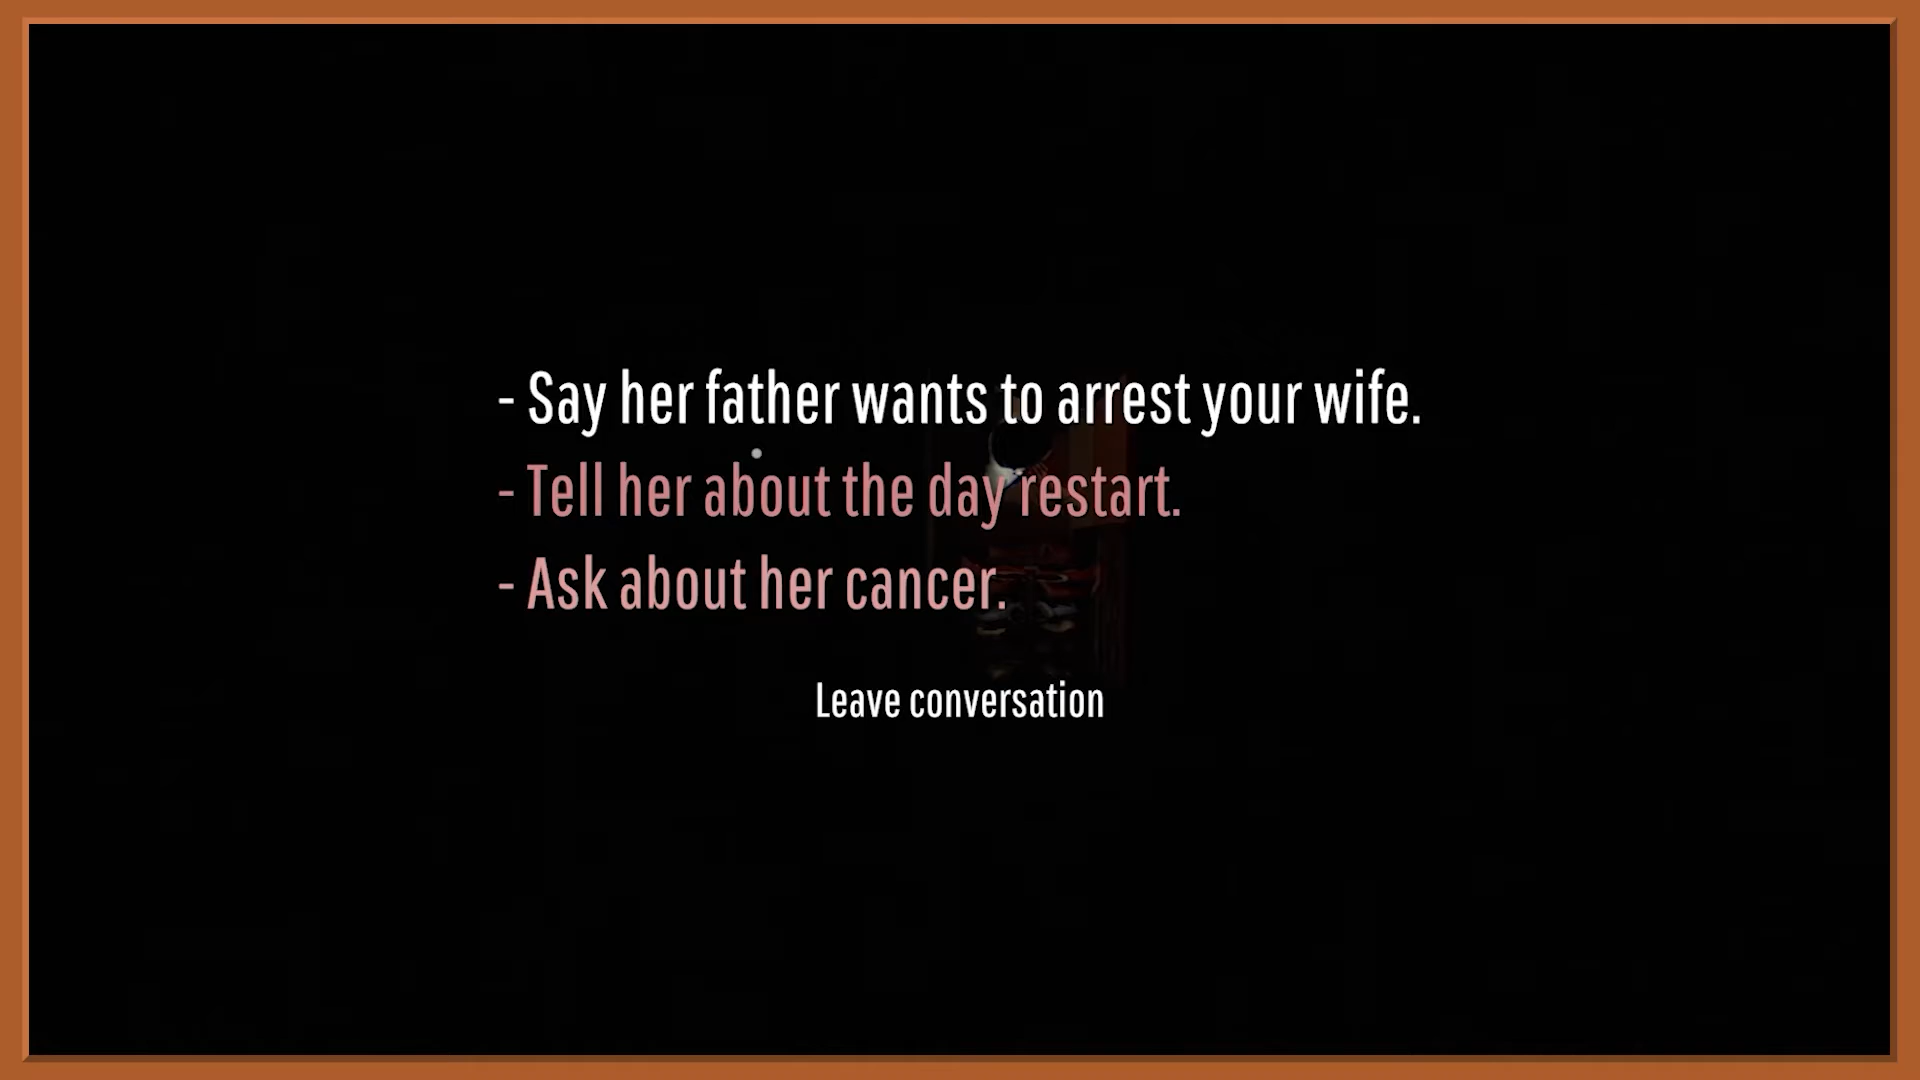 - Say her father wants to arrest your wife.
- Tell her about the day restart.
- Ask about her cancer.
Leave conversation